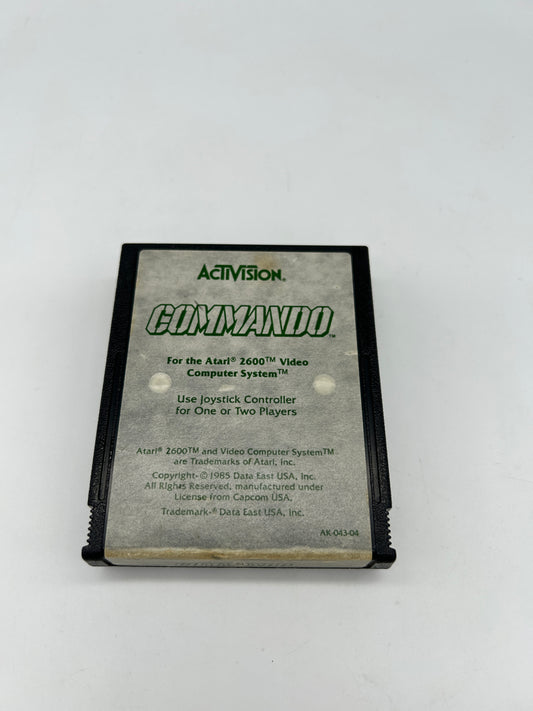 ACTIVISION®
COMMANDO™
For the Atari® 2600™ Video
Computer System™
Use Joystick Controller
for One or Two Players
Atari® 2600™ and Video Computer System™
are Trademarks of Atari, Inc.
Copyright- © 1985 Data East USA, Inc.
All Rights Reserved, manufactured under
License from Capcom USA.
Trademark-® Data East USA, Inc.
AK-043-04